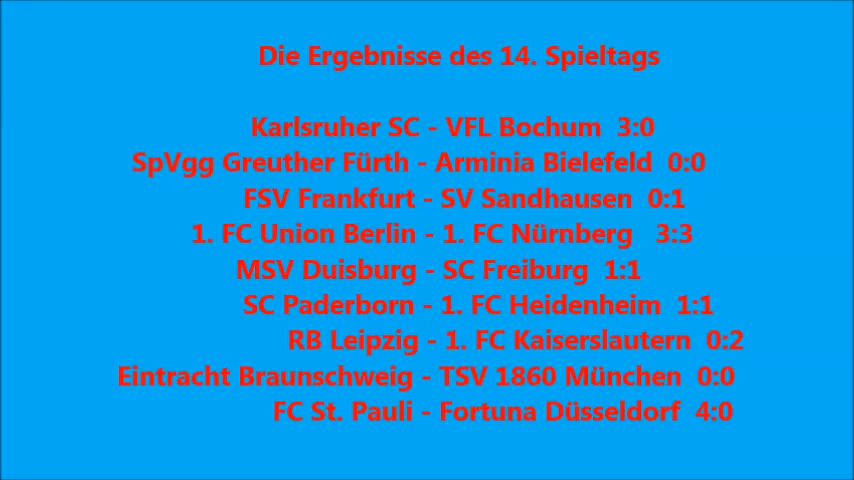 Die Ergebnisse des 14. Spieltags
Karlsruher SC - VFL Bochum 3:0
SpVgg Greuther Fürth - Arminia Bielefeld 0:0
FSV Frankfurt - SV Sandhausen 0:1
1. FC Union Berlin - 1. FC Nürnberg 3:3
MSV Duisburg - SC Freiburg 1:1
SC Paderborn - 1. FC Heidenheim 1:1
RB Leipzig - 1. FC Kaiserslautern 0:2
Eintracht Braunschweig - TSV 1860 München 0:0
FC St. Pauli - Fortuna Düsseldorf 4:0